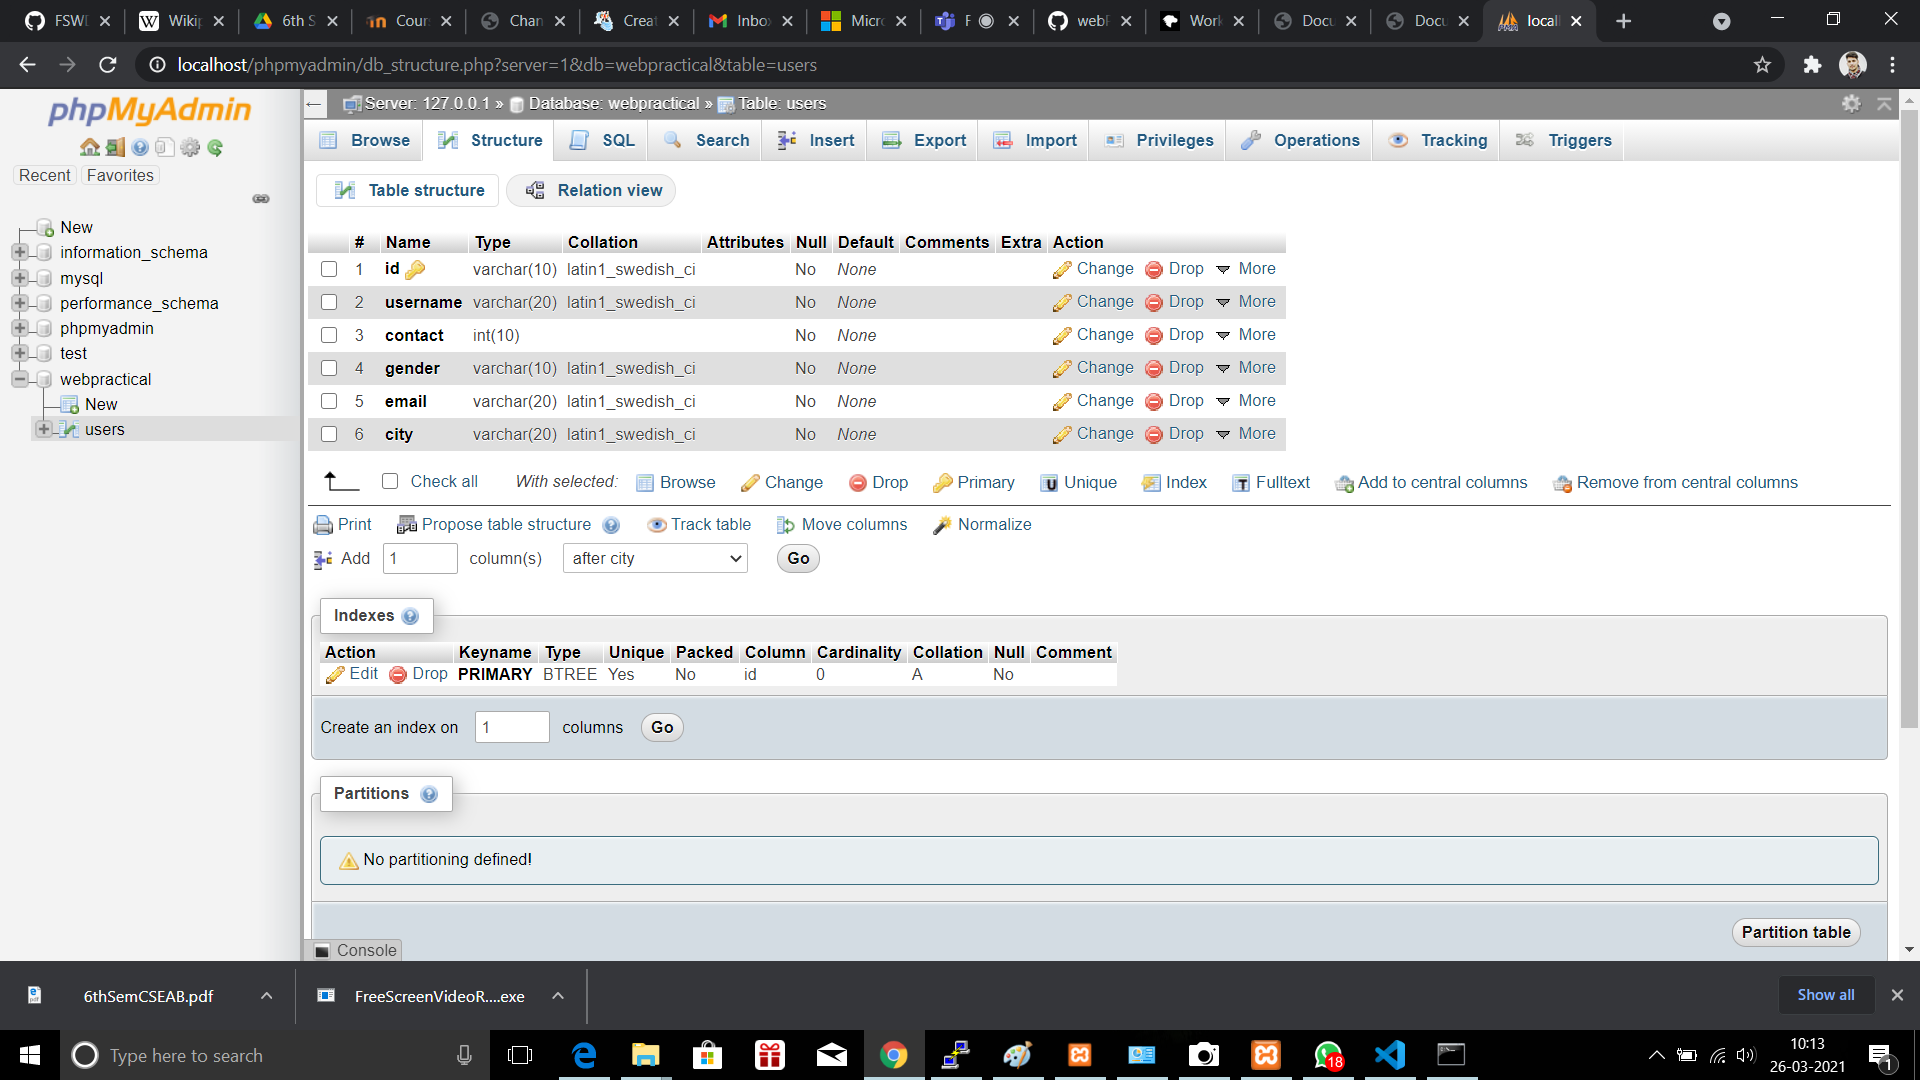 FSWD
Wikip
6th S
Cours
Chan
Creat
Inbox
Micro
F
webP
Work
Docu
Docu
locall
localhost/phpmyadmin/db_structure.php?server=1&db=webpractical&table=users
phpMyAdmin
Recent Favorites
New
information_schema
mysql
performance_schema
phpmyadmin
test
webpractical
New
users
Server: 127.0.0.1 » Database: webpractical » Table: users
Browse Structure SQL Search Insert Export Import Privileges Operations Tracking Triggers
Table structure Relation view
# Name Type Collation Attributes Null Default Comments Extra Action
1 id varchar(10) latin1_swedish_ci No None Change Drop More
2 username varchar(20) latin1_swedish_ci No None Change Drop More
3 contact int(10) No None Change Drop More
4 gender varchar(10) latin1_swedish_ci No None Change Drop More
5 email varchar(20) latin1_swedish_ci No None Change Drop More
6 city varchar(20) latin1_swedish_ci No None Change Drop More
Check all With selected: Browse Change Drop Primary Unique Index Fulltext Add to central columns Remove from central columns
Print Propose table structure Track table Move columns Normalize
Add 1 column(s) after city Go
Indexes
Action Keyname Type Unique Packed Column Cardinality Collation Null Comment
Edit Drop PRIMARY BTREE Yes No id 0 A No
Create an index on 1 columns Go
Partitions
No partitioning defined!
Partition table
Console
6thSemCSEAB.pdf
FreeScreenVideoR....exe
Show all
Type here to search
18
10:13
26-03-2021
1